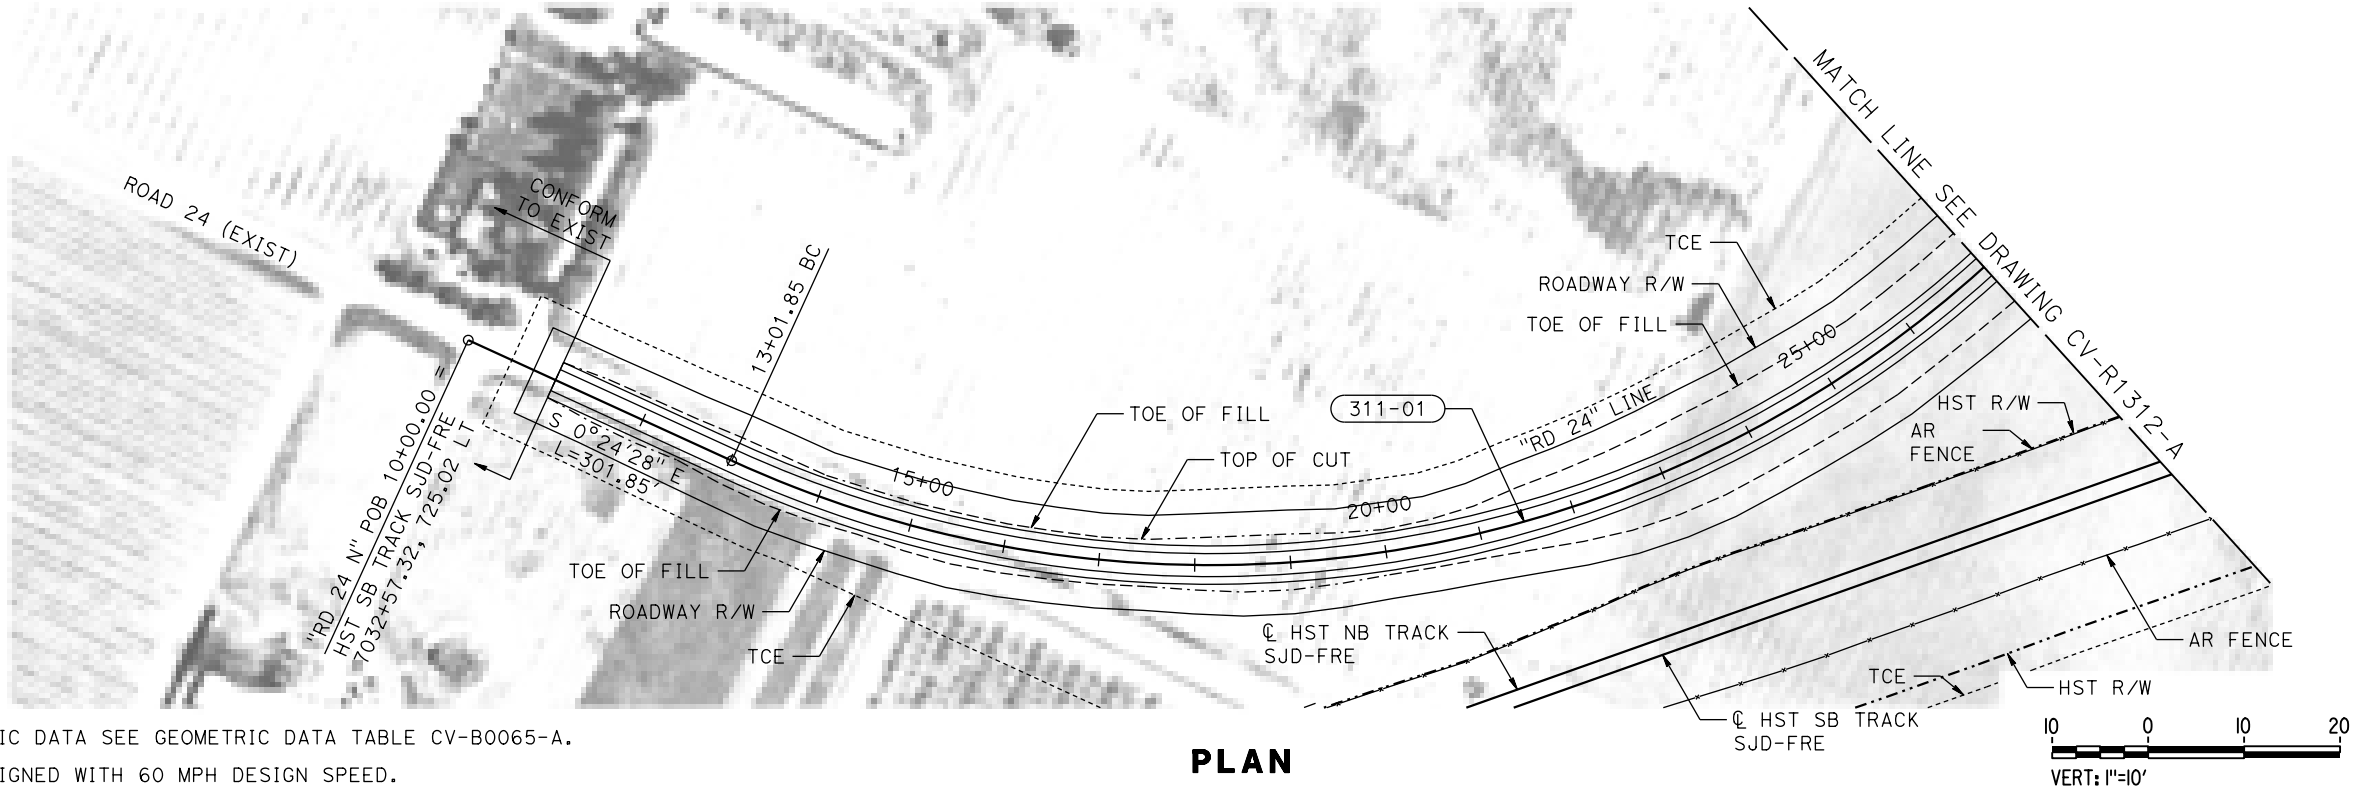 MATCH LINE SEE DRAWING CV-R1312-A
ROAD 24 (EXIST)
CONFORM
TO EXIST
13+01.85 BC
TCE
ROADWAY R/W
TOE OF FILL
25+00
"RD 24" LINE
HST R/W
AR
FENCE
311-01
TOE OF FILL
TOP OF CUT
15+00
20+00
S 0°24'28" E
L=301.85'
"RD 24 N" POB 10+00.00 =
HST SB TRACK SJD-FRE
7032+57.32, 725.02 LT
TOE OF FILL
ROADWAY R/W
TCE
℄ HST NB TRACK
SJD-FRE
AR FENCE
TCE
HST R/W
℄ HST SB TRACK
SJD-FRE
IC DATA SEE GEOMETRIC DATA TABLE CV-B0065-A.
IGNED WITH 60 MPH DESIGN SPEED.
PLAN
10 0 10 20
VERT: 1"=10'